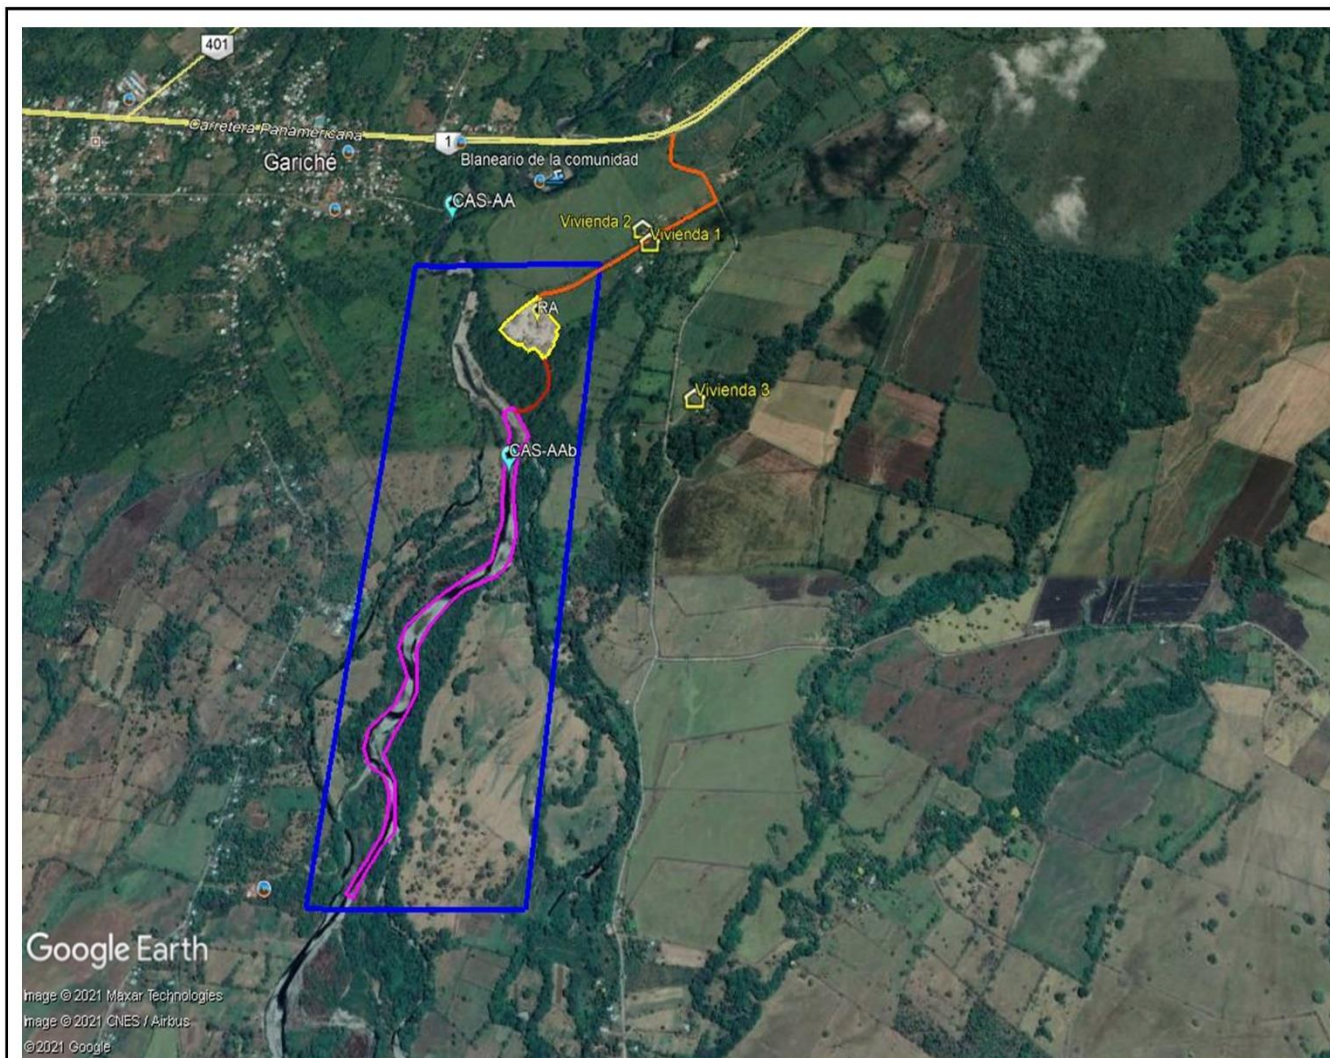 401
Carretera Panamericana
1
Gariché
Blaneario de la comunidad
CAS-AA
Vivienda 2
Vivienda 1
RA
Vivienda 3
CAS-AAb
Google Earth
Image © 2021 Maxar Technologies
Image © 2021 CNES / Airbus
© 2021 Google